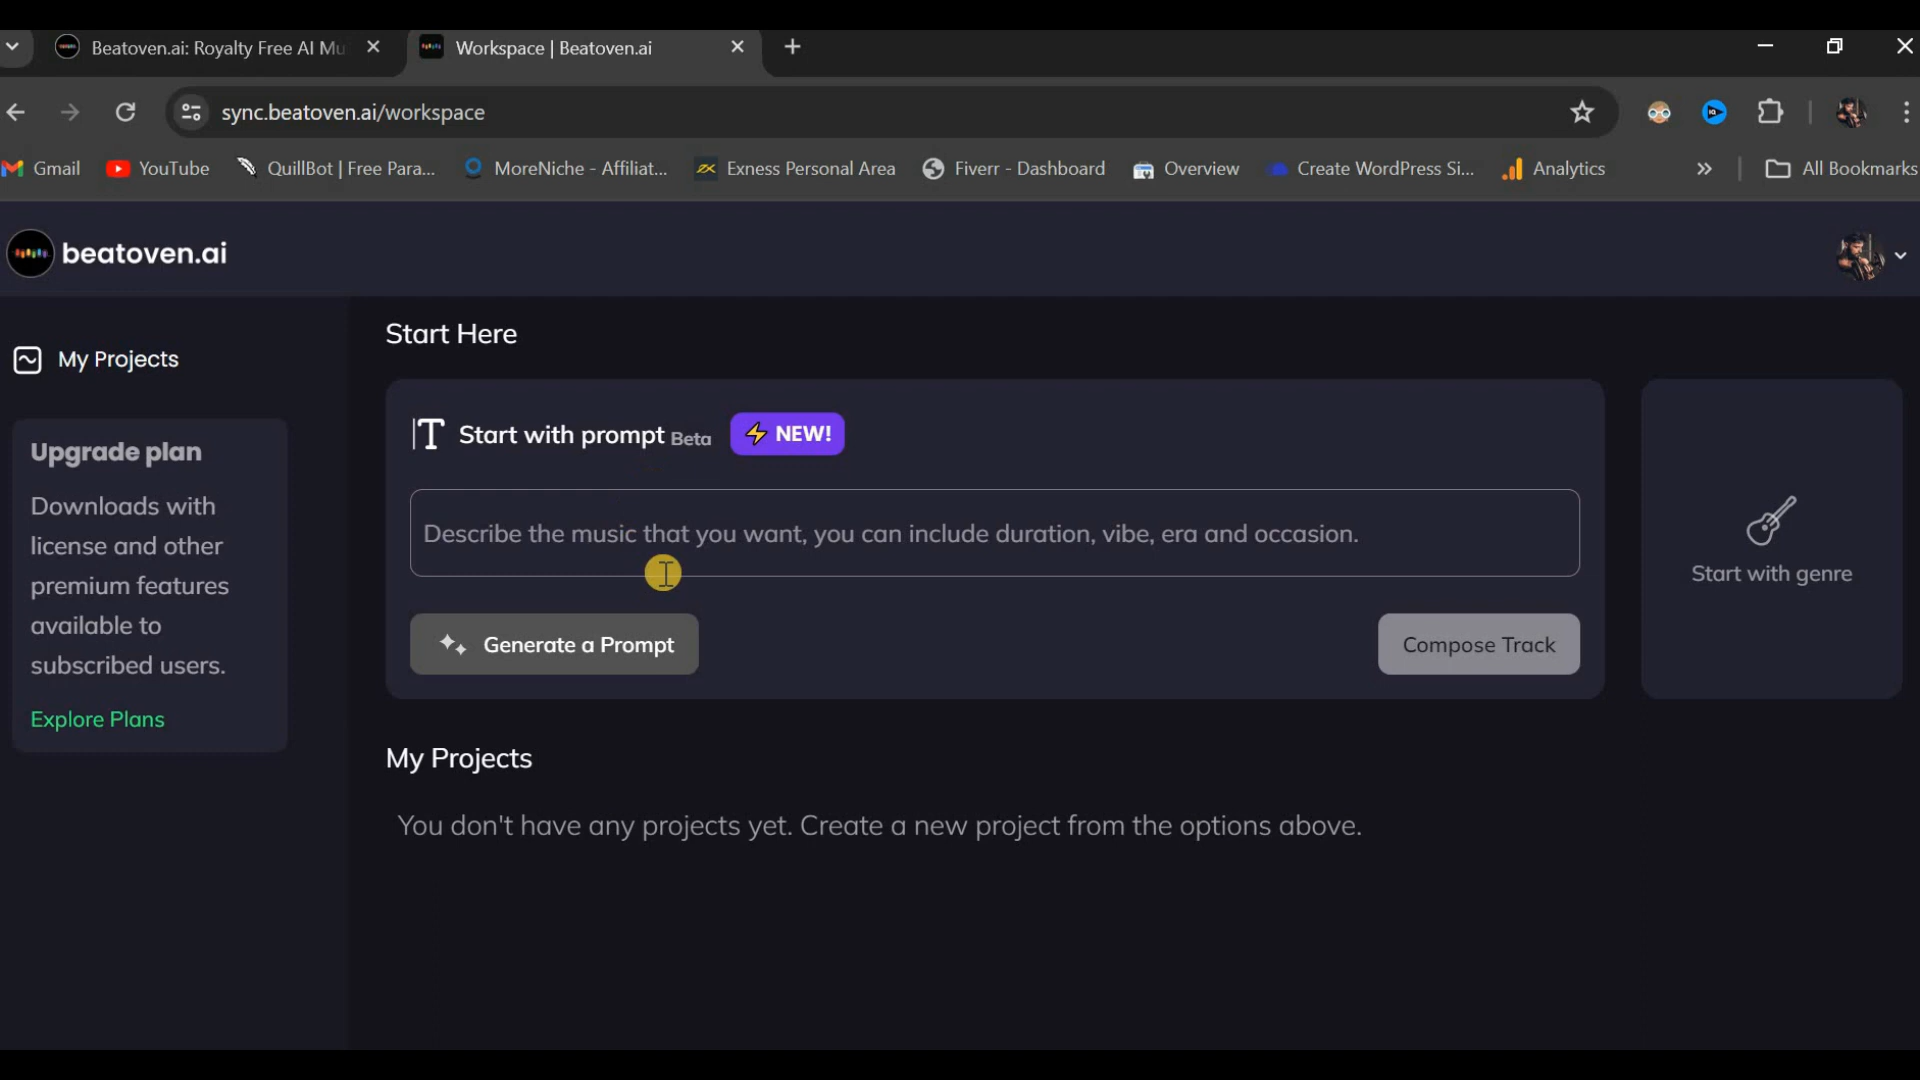 Beatoven.ai: Royalty Free AI Mu
Workspace | Beatoven.ai
sync.beatoven.ai/workspace
Gmail
YouTube
QuillBot | Free Para...
MoreNiche - Affiliat...
Exness Personal Area
Fiverr - Dashboard
Overview
Create WordPress Si...
Analytics
All Bookmarks
beatoven.ai
My Projects
Upgrade plan
Downloads with
license and other
premium features
available to
subscribed users.
Explore Plans
Start Here
Start with prompt Beta
NEW!
Describe the music that you want, you can include duration, vibe, era and occasion.
Generate a Prompt
Compose Track
Start with genre
My Projects
You don't have any projects yet. Create a new project from the options above.